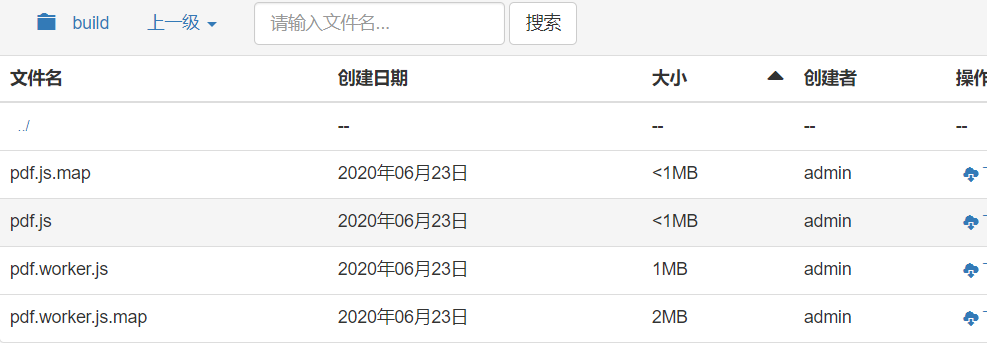 build 上一级 请输入文件名... 搜索
文件名 创建日期 大小 创建者 操作
../ -- -- -- --
pdf.js.map 2020年06月23日 <1MB admin
pdf.js 2020年06月23日 <1MB admin
pdf.worker.js 2020年06月23日 1MB admin
pdf.worker.js.map 2020年06月23日 2MB admin